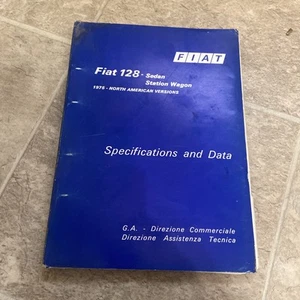 FIAT
Fiat 128 - Sedan
Station Wagon
1975 - NORTH AMERICAN VERSIONS
Specifications and Data
G.A. - Direzione Commerciale
Direzione Assistenza Tecnica